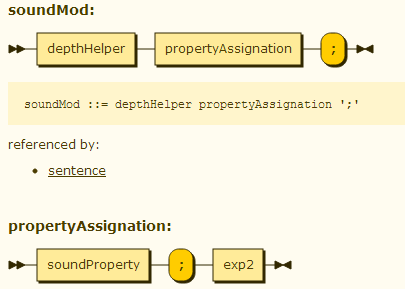 soundMod:
depthHelper propertyAssignation ;
soundMod ::= depthHelper propertyAssignation ';'
referenced by:
• sentence
propertyAssignation:
soundProperty ; exp2